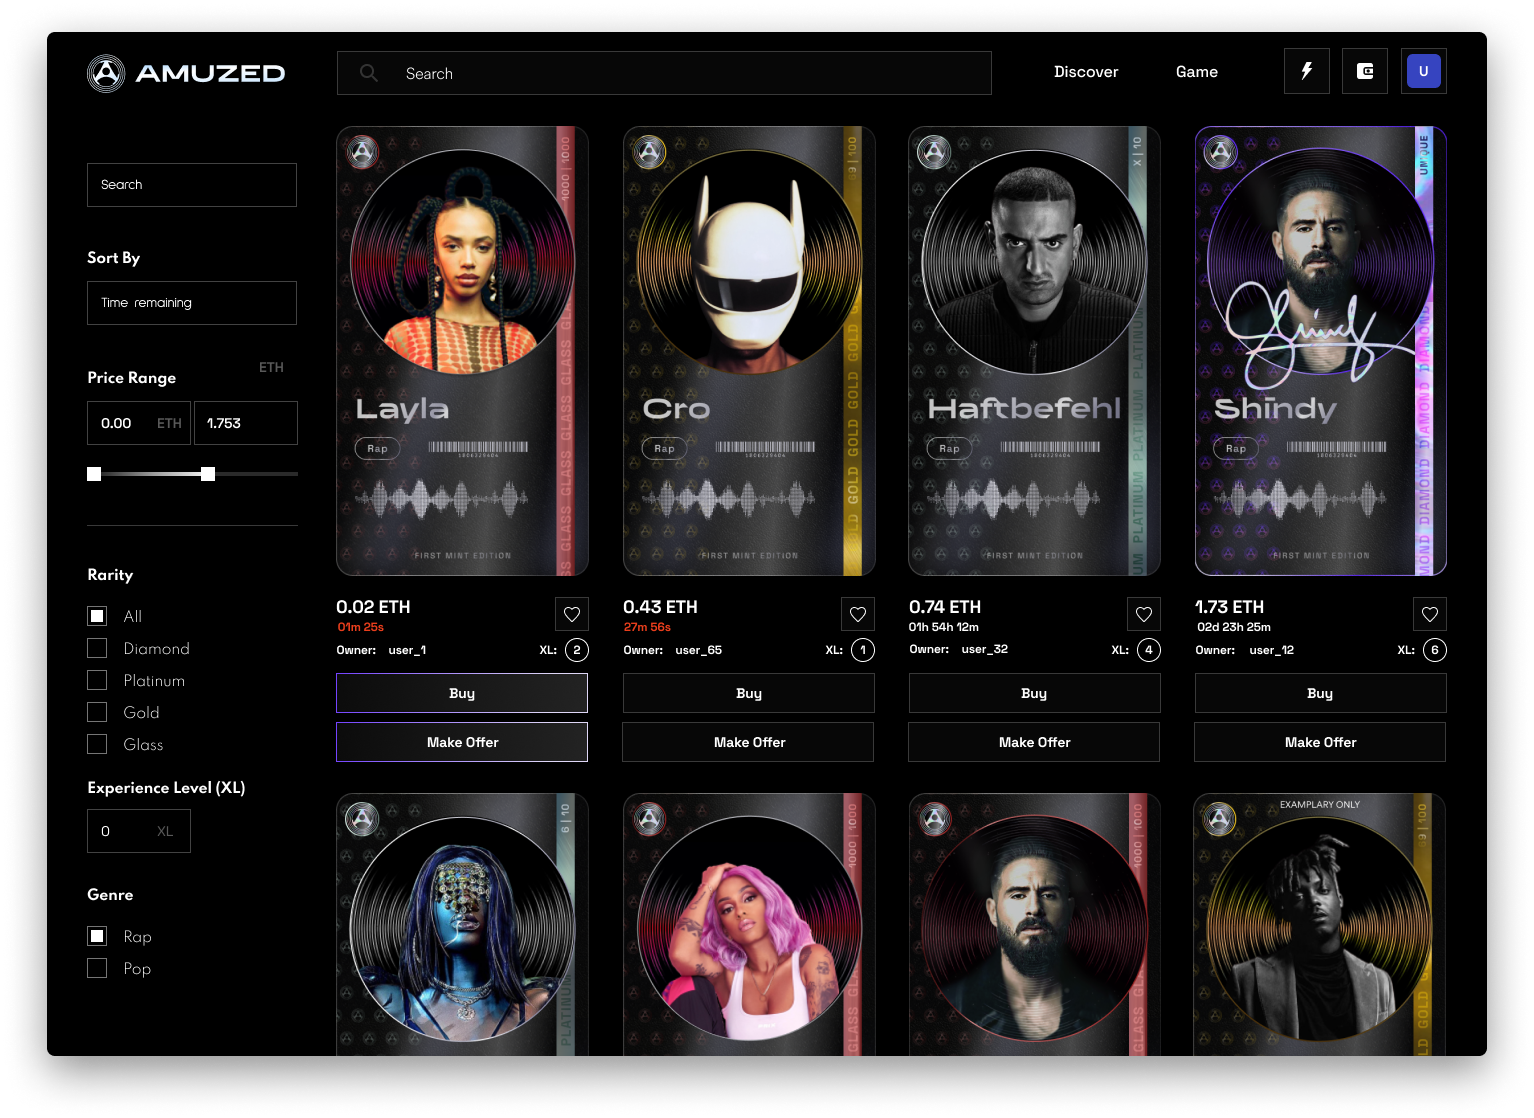 AMUZED
Search
Discover
Game
U
Search
Sort By
Time remaining
ETH
Price Range
0.00 ETH
1.753
Rarity
All
Diamond
Platinum
Gold
Glass
Experience Level (XL)
0 XL
Genre
Rap
Pop
1000 | 1000
GLASS GLASS GLASS GLASS
Layla
Rap
1806329404
FIRST MINT EDITION
0.02 ETH
01m 25s
Owner: user_1
XL: 2
Buy
Make Offer
9 | 100
GOLD GOLD GOLD GOLD GOLD
Cro
Rap
1806329404
FIRST MINT EDITION
0.43 ETH
27m 56s
Owner: user_65
XL: 1
Buy
Make Offer
X | 10
PLATINUM PLATINUM PLATINUM
Haftbefehl
Rap
1806329404
FIRST MINT EDITION
0.74 ETH
01h 54h 12m
Owner: user_32
XL: 4
Buy
Make Offer
UNIQUE
DIAMOND DIAMOND DIAMOND
Shindy
Shindy
Rap
1806329404
FIRST MINT EDITION
1.73 ETH
02d 23h 25m
Owner: user_12
XL: 6
Buy
Make Offer
6 | 10
PLATINUM
1000 | 1000
GLASS
1000 | 1000
GLASS
EXAMPLARY ONLY
9 | 100
GOLD